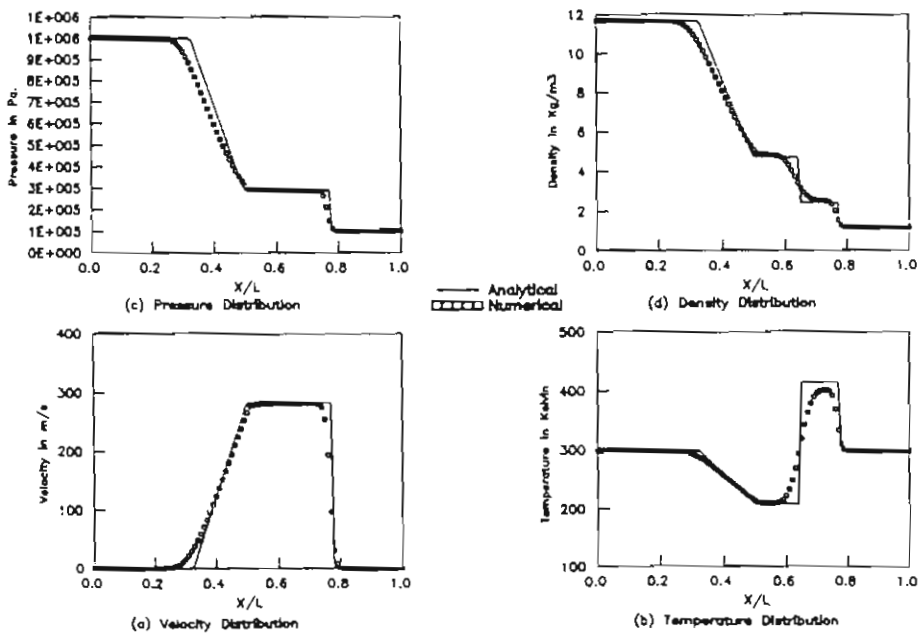 1E+006
1E+006
9E+005
8E+005
7E+005
6E+005
5E+005
4E+005
3E+005
2E+005
1E+005
0E+000
Pressure in Pa.
0.0 0.2 0.4 0.6 0.8 1.0
X/L
(c) Pressure Distribution
12
10
8
6
4
2
0
Density in Kg/m3
0.0 0.2 0.4 0.6 0.8 1.0
X/L
(d) Density Distribution
Analytical
Numerical
400
300
200
100
0
Velocity in m/s
0.0 0.2 0.4 0.6 0.8 1.0
X/L
(a) Velocity Distribution
500
400
300
200
100
Temperature in Kelvin
0.0 0.2 0.4 0.6 0.8 1.0
X/L
(b) Temperature Distribution